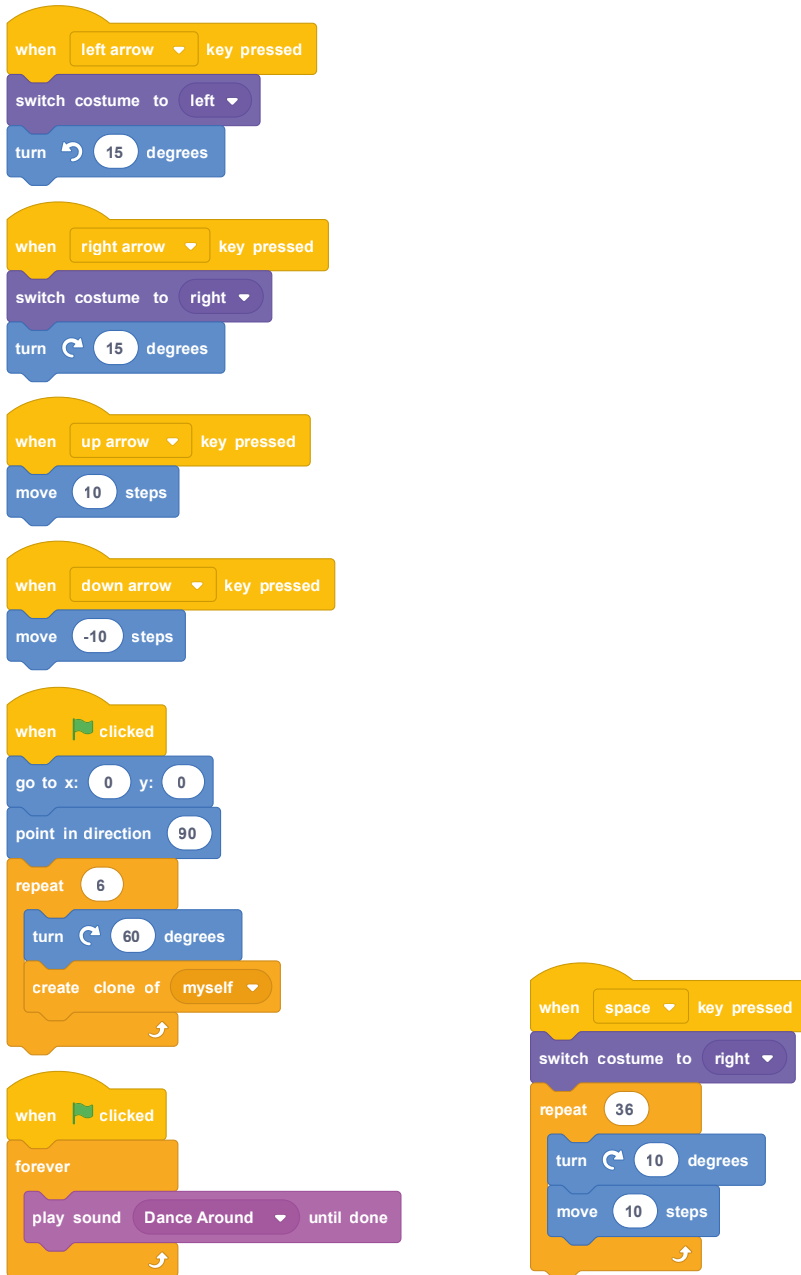 when left arrow key pressed
switch costume to left
turn 15 degrees
when right arrow key pressed
switch costume to right
turn 15 degrees
when up arrow key pressed
move 10 steps
when down arrow key pressed
move -10 steps
when clicked
go to x: 0 y: 0
point in direction 90
repeat 6
turn 60 degrees
create clone of myself
when clicked
forever
play sound Dance Around until done
when space key pressed
switch costume to right
repeat 36
turn 10 degrees
move 10 steps